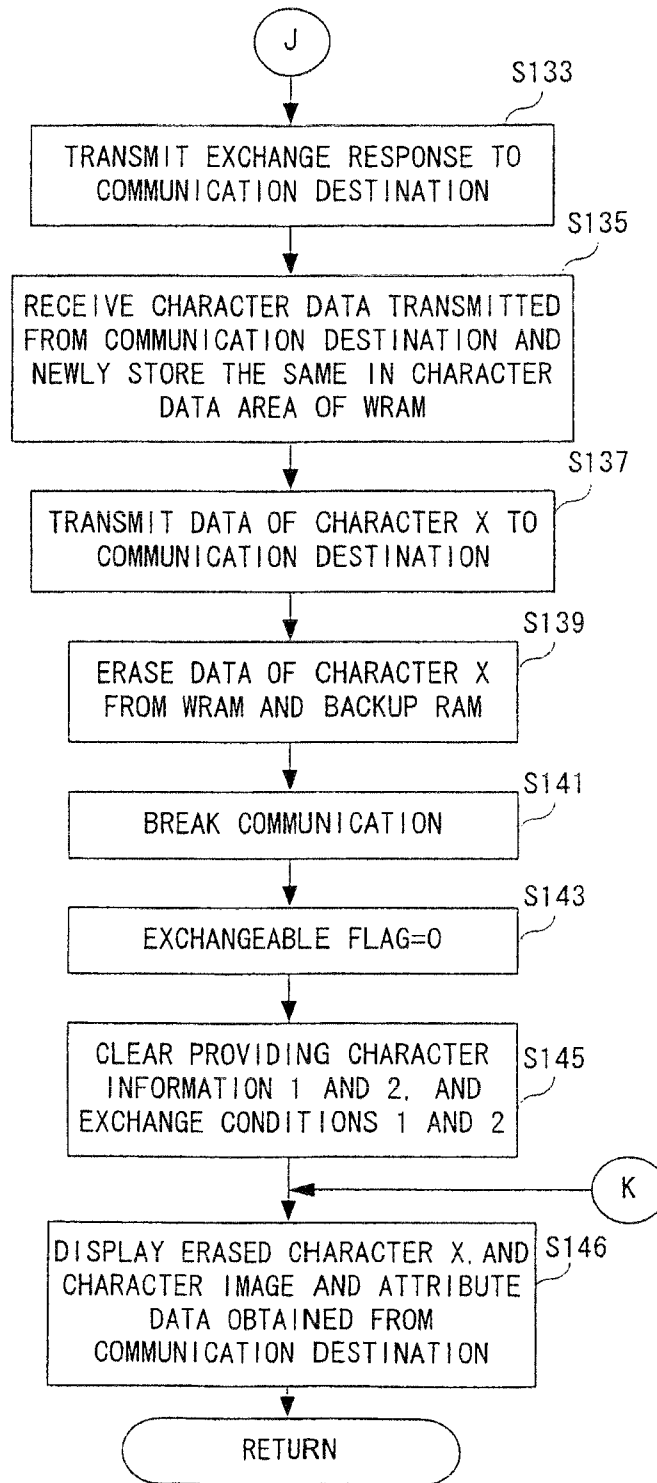 J
S133
TRANSMIT EXCHANGE RESPONSE TO
COMMUNICATION DESTINATION
S135
RECEIVE CHARACTER DATA TRANSMITTED
FROM COMMUNICATION DESTINATION AND
NEWLY STORE THE SAME IN CHARACTER
DATA AREA OF WRAM
S137
TRANSMIT DATA OF CHARACTER X TO
COMMUNICATION DESTINATION
S139
ERASE DATA OF CHARACTER X
FROM WRAM AND BACKUP RAM
S141
BREAK COMMUNICATION
S143
EXCHANGEABLE FLAG=0
S145
CLEAR PROVIDING CHARACTER
INFORMATION 1 AND 2, AND
EXCHANGE CONDITIONS 1 AND 2
K
S146
DISPLAY ERASED CHARACTER X, AND
CHARACTER IMAGE AND ATTRIBUTE
DATA OBTAINED FROM
COMMUNICATION DESTINATION
RETURN